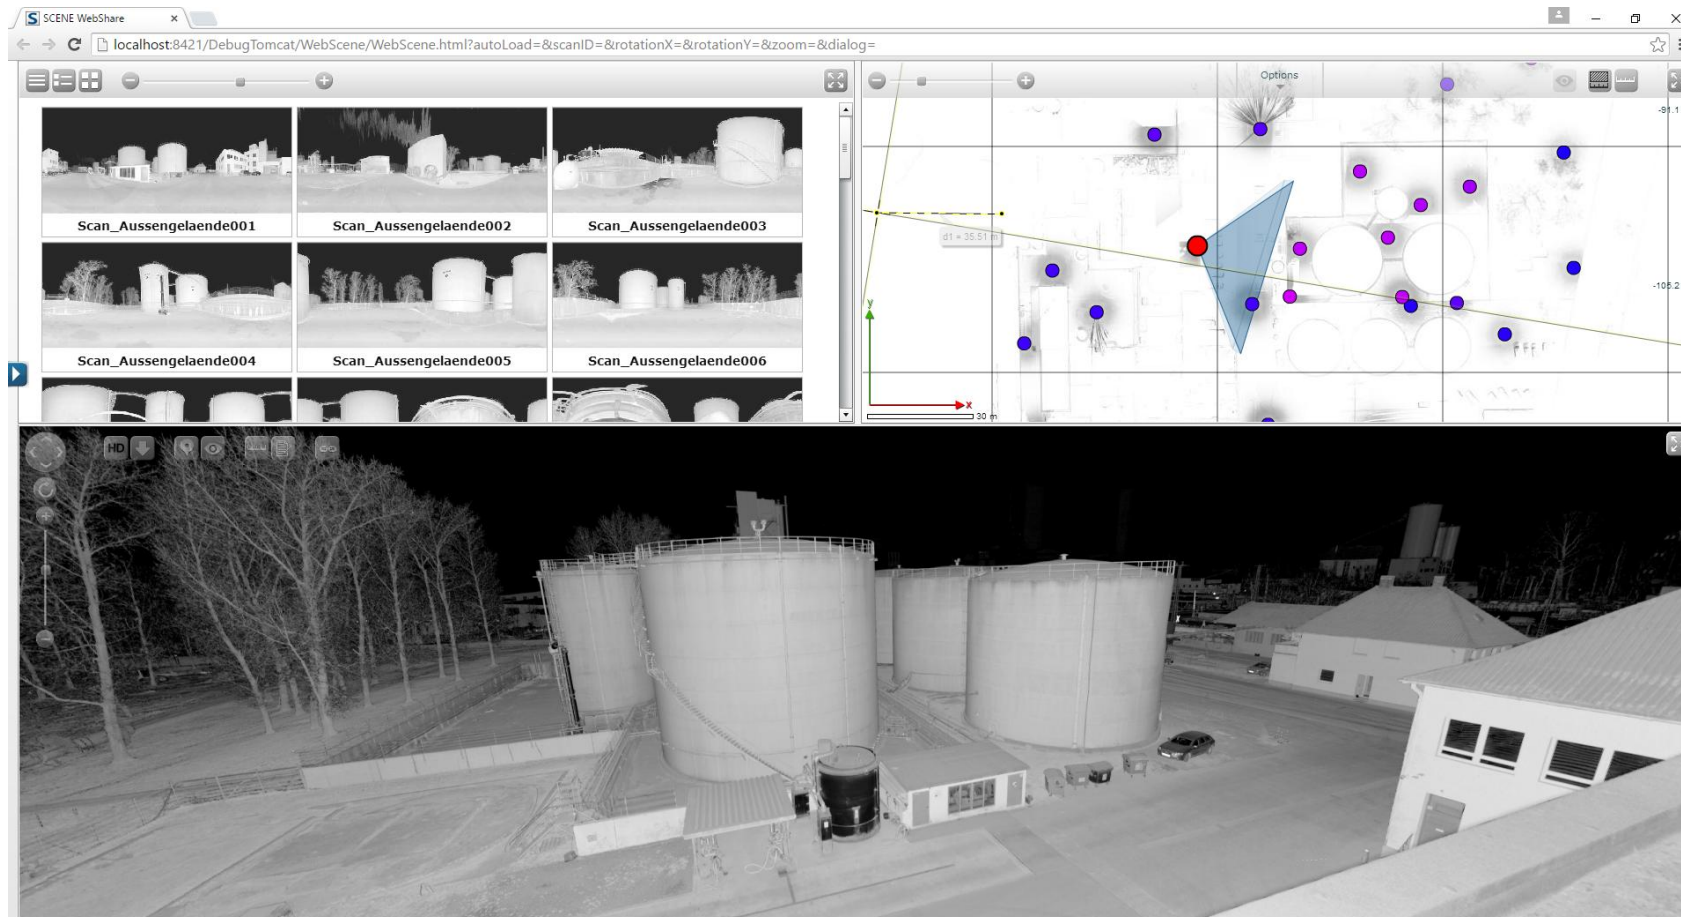 SCENE WebShare
localhost:8421/DebugTomcat/WebScene/WebScene.html?autoLoad=&scanID=&rotationX=&rotationY=&zoom=&dialog=
Scan_Aussengelaende001
Scan_Aussengelaende002
Scan_Aussengelaende003
Scan_Aussengelaende004
Scan_Aussengelaende005
Scan_Aussengelaende006
Options
-91.1
d1 = 35.51 m
-105.2
y
x
30 m
HD